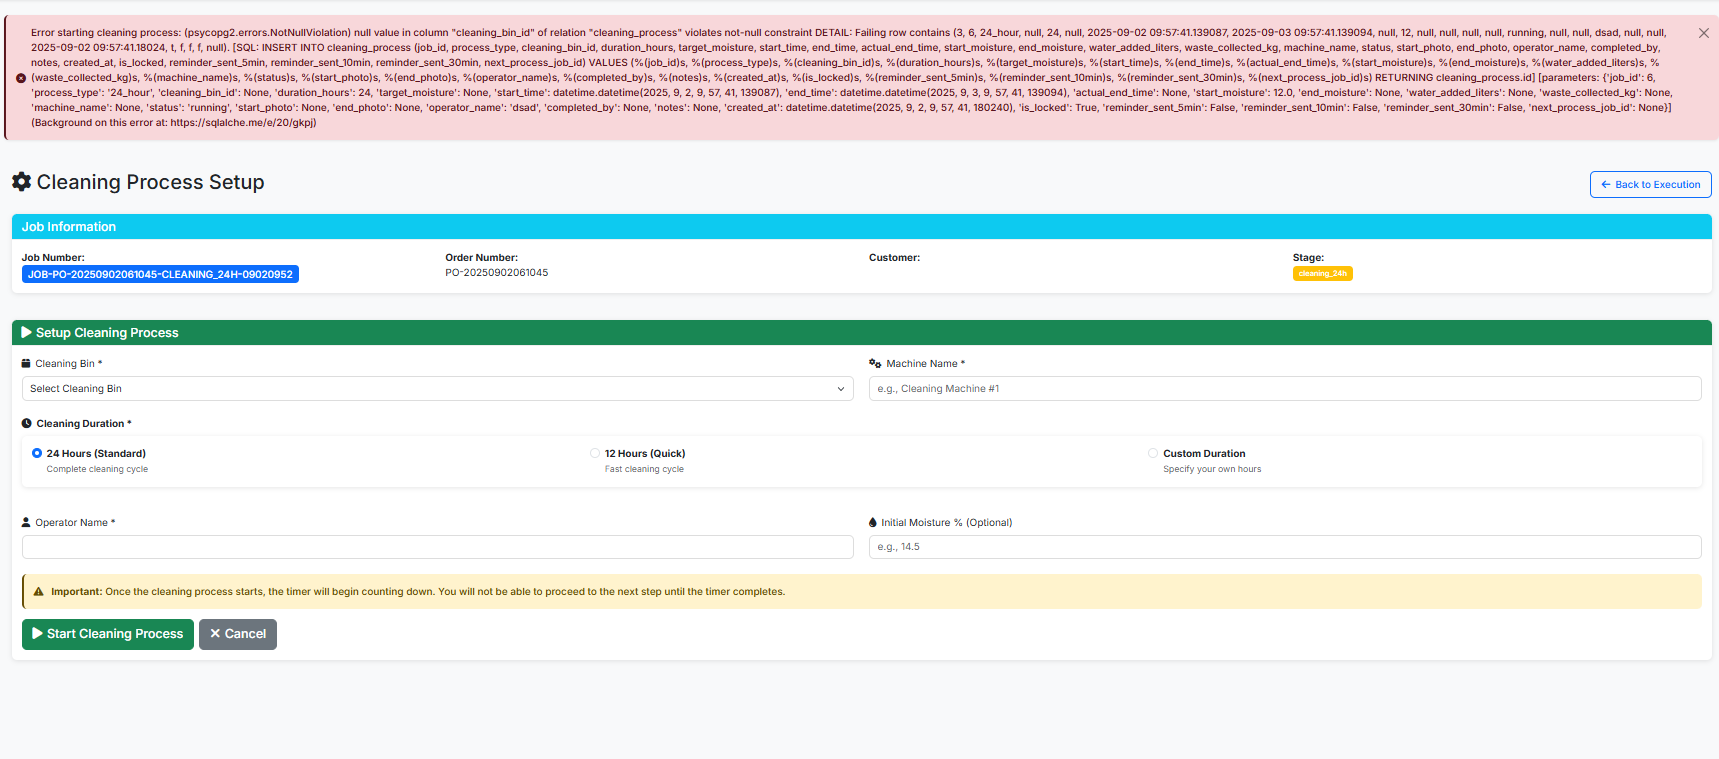 Error starting cleaning process: (psycopg2.errors.NotNullViolation) null value in column "cleaning_bin_id" of relation "cleaning_process" violates not-null constraint DETAIL: Failing row contains (3, 6, 24_hour, null, 24, null, 2025-09-02 09:57:41.139087, 2025-09-03 09:57:41.139094, null, 12, null, null, null, null, running, null, null, dsad, null, null,
2025-09-02 09:57:41.18024, t, f, f, f, null). [SQL: INSERT INTO cleaning_process (job_id, process_type, cleaning_bin_id, duration_hours, target_moisture, start_time, end_time, actual_end_time, start_moisture, end_moisture, water_added_liters, waste_collected_kg, machine_name, status, start_photo, end_photo, operator_name, completed_by,
notes, created_at, is_locked, reminder_sent_5min, reminder_sent_10min, reminder_sent_30min, next_process_job_id) VALUES (%(job_id)s, %(process_type)s, %(cleaning_bin_id)s, %(duration_hours)s, %(target_moisture)s, %(start_time)s, %(end_time)s, %(actual_end_time)s, %(start_moisture)s, %(end_moisture)s, %(water_added_liters)s, %
(waste_collected_kg)s, %(machine_name)s, %(status)s, %(start_photo)s, %(end_photo)s, %(operator_name)s, %(completed_by)s, %(notes)s, %(created_at)s, %(is_locked)s, %(reminder_sent_5min)s, %(reminder_sent_10min)s, %(reminder_sent_30min)s, %(next_process_job_id)s) RETURNING cleaning_process.id] [parameters: {'job_id': 6,
'process_type': '24_hour', 'cleaning_bin_id': None, 'duration_hours': 24, 'target_moisture': None, 'start_time': datetime.datetime(2025, 9, 2, 9, 57, 41, 139087), 'end_time': datetime.datetime(2025, 9, 3, 9, 57, 41, 139094), 'actual_end_time': None, 'start_moisture': 12.0, 'end_moisture': None, 'water_added_liters': None, 'waste_collected_kg': None,
'machine_name': None, 'status': 'running', 'start_photo': None, 'end_photo': None, 'operator_name': 'dsad', 'completed_by': None, 'notes': None, 'created_at': datetime.datetime(2025, 9, 2, 9, 57, 41, 180240), 'is_locked': True, 'reminder_sent_5min': False, 'reminder_sent_10min': False, 'reminder_sent_30min': False, 'next_process_job_id': None}]
(Background on this error at: https://sqlalche.me/e/20/gkpj)
Cleaning Process Setup
Back to Execution
Job Information
Job Number:
JOB-PO-20250902061045-CLEANING_24H-09020952
Order Number:
PO-20250902061045
Customer:
Stage:
cleaning_24h
Setup Cleaning Process
Cleaning Bin *
Select Cleaning Bin
Machine Name *
e.g., Cleaning Machine #1
Cleaning Duration *
24 Hours (Standard)
Complete cleaning cycle
12 Hours (Quick)
Fast cleaning cycle
Custom Duration
Specify your own hours
Operator Name *
Initial Moisture % (Optional)
e.g., 14.5
Important: Once the cleaning process starts, the timer will begin counting down. You will not be able to proceed to the next step until the timer completes.
Start Cleaning Process
Cancel